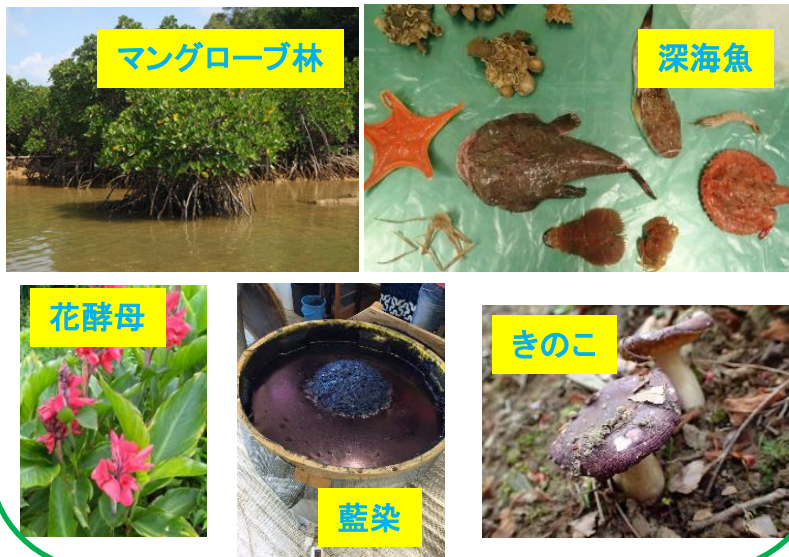 マングローブ林
深海魚
花酵母
きのこ
藍染